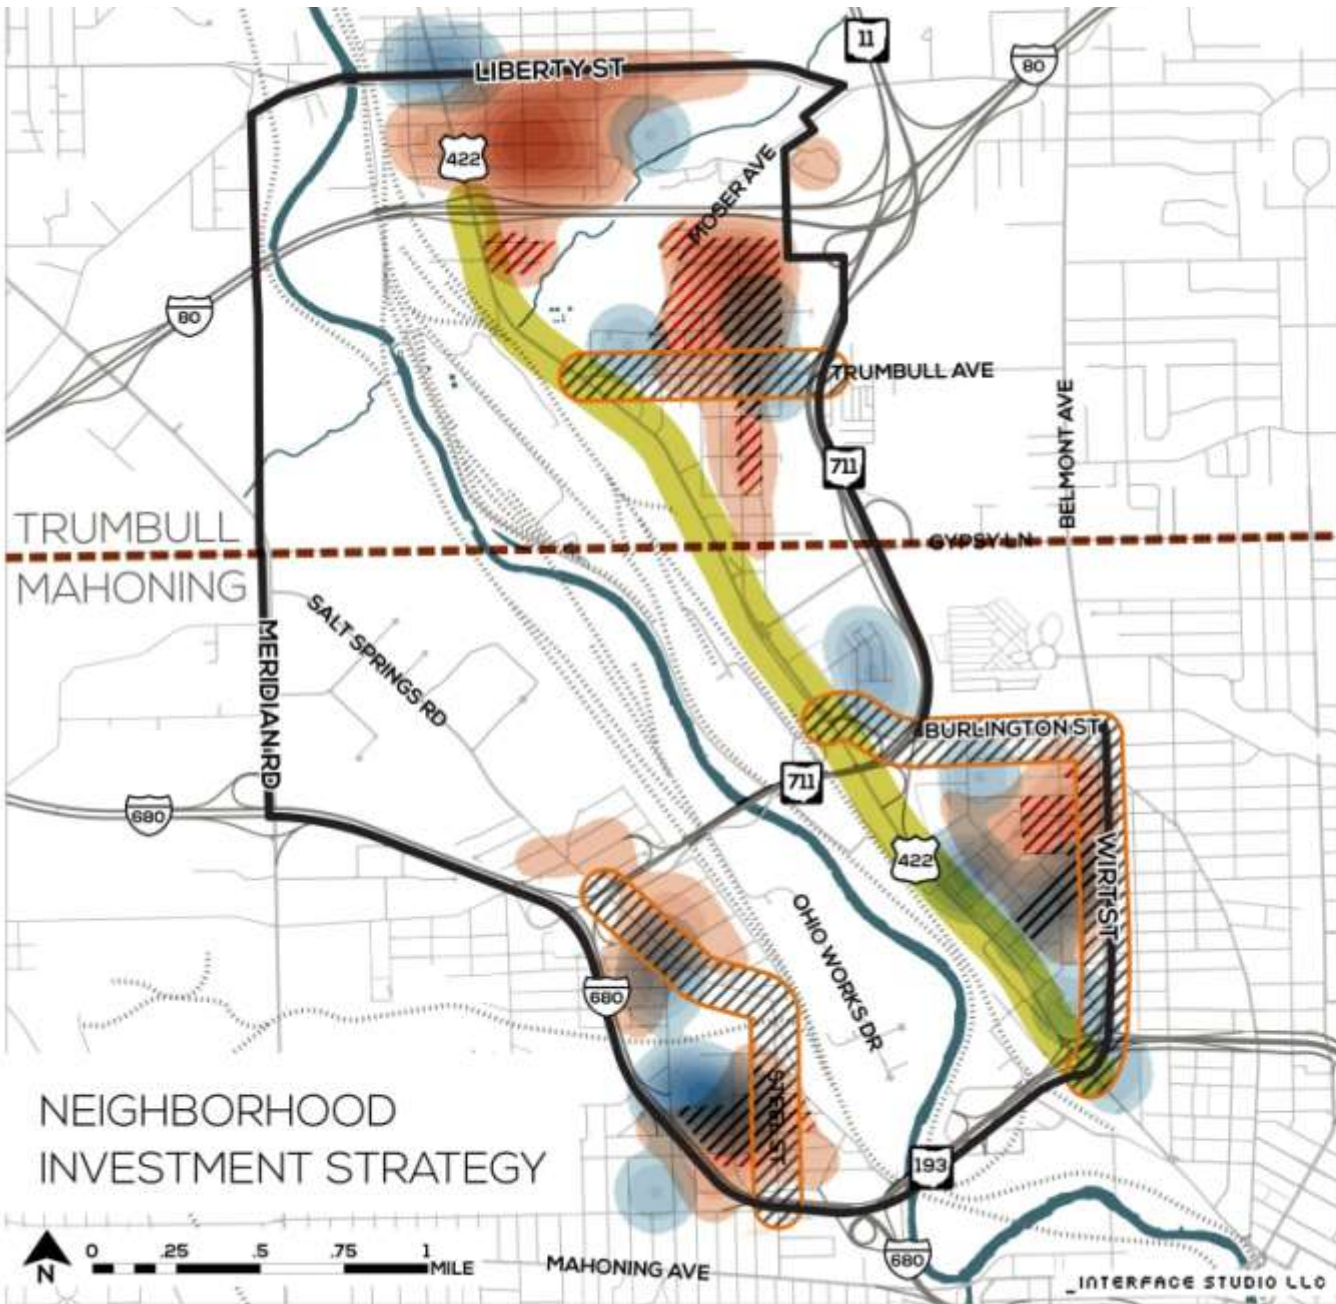 11
80
LIBERTY ST
422
MOSER AVE
80
TRUMBULL AVE
BELMONT AVE
711
TRUMBULL
GYPSY LN
MAHONING
SALT SPRINGS RD
MERIDIAN RD
BURLINGTON ST
711
680
422
WIRT ST
OHIO WORKS DR
680
STEEL ST
NEIGHBORHOOD
INVESTMENT STRATEGY
193
N
0 .25 .5 .75 1 MILE
MAHONING AVE
680
_INTERFACE STUDIO LLC